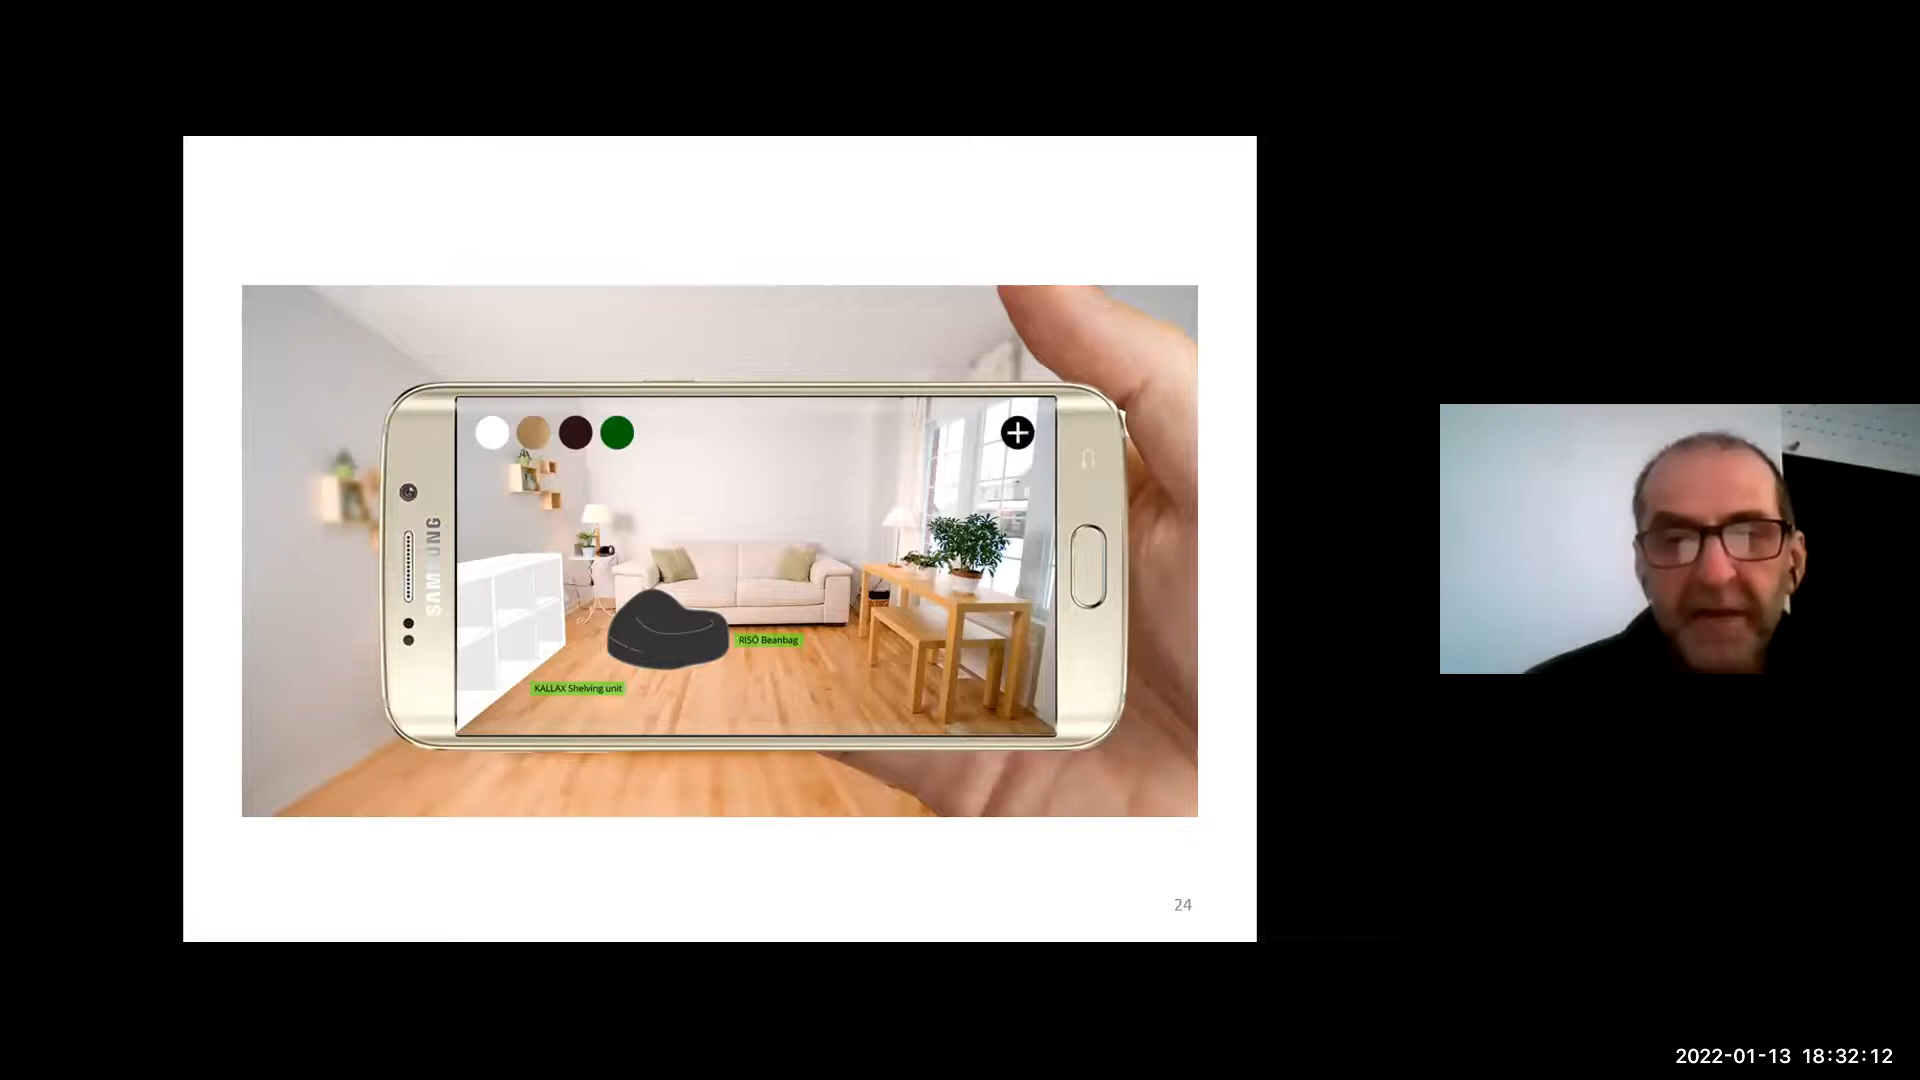 SAMSUNG
RISÖ Beanbag
KALLAX Shelving unit
24
2022-01-13 18:32:12